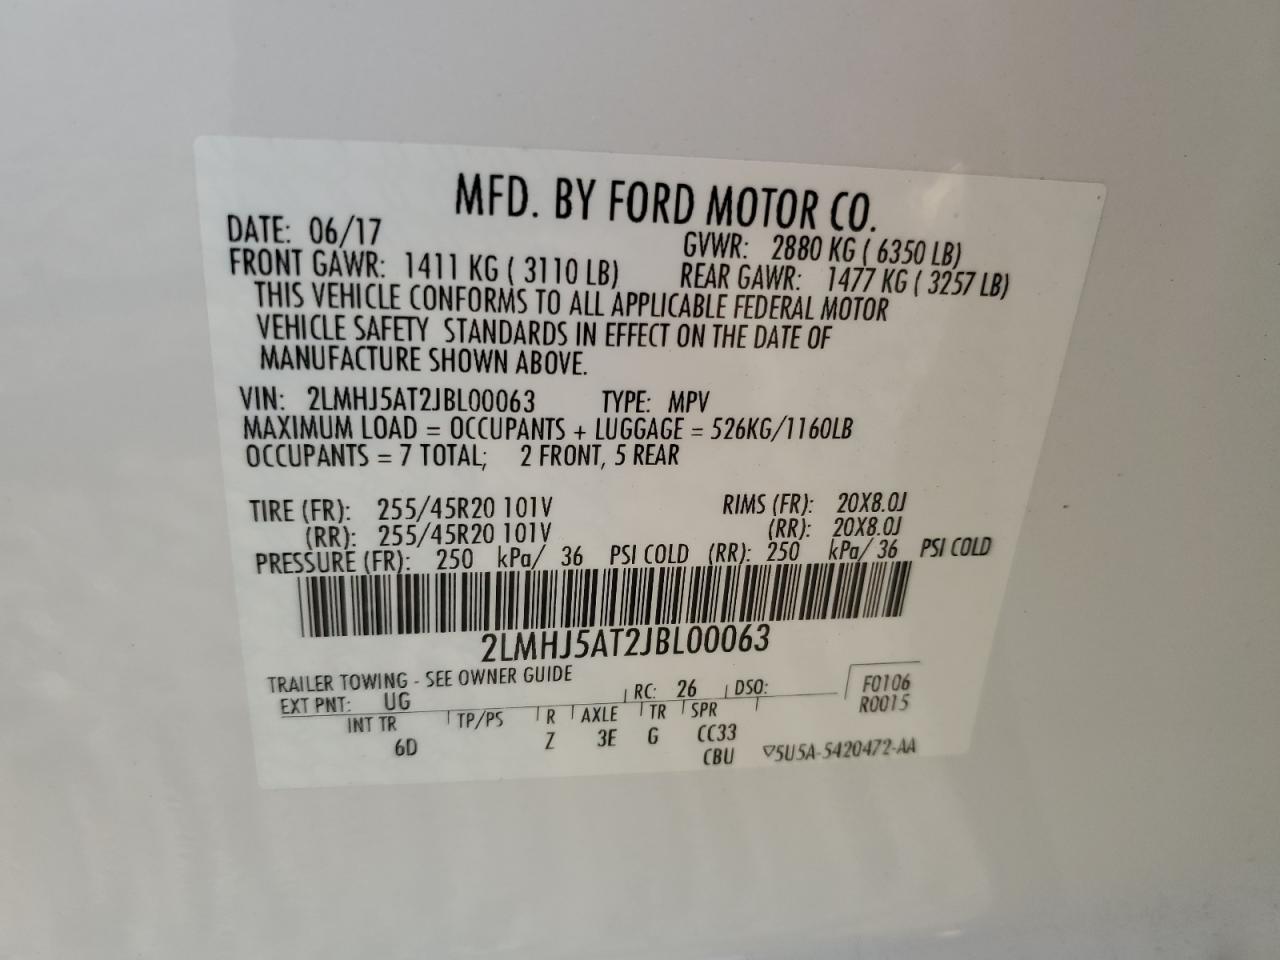 MFD. BY FORD MOTOR CO.
DATE: 06/17 GVWR: 2880 KG ( 6350 LB)
FRONT GAWR: 1411 KG ( 3110 LB) REAR GAWR: 1477 KG ( 3257 LB)
THIS VEHICLE CONFORMS TO ALL APPLICABLE FEDERAL MOTOR
VEHICLE SAFETY STANDARDS IN EFFECT ON THE DATE OF
MANUFACTURE SHOWN ABOVE.
VIN: 2LMHJ5AT2JBL00063 TYPE: MPV
MAXIMUM LOAD = OCCUPANTS + LUGGAGE = 526KG/1160LB
OCCUPANTS = 7 TOTAL; 2 FRONT, 5 REAR
TIRE (FR): 255/45R20 101V RIMS (FR): 20X8.0J
(RR): 255/45R20 101V (RR): 20X8.0J
PRESSURE (FR): 250 kPa/ 36 PSI COLD (RR): 250 kPa/ 36 PSI COLD
2LMHJ5AT2JBL00063
TRAILER TOWING - SEE OWNER GUIDE
EXT PNT: UG RC: 26 DSO: F0106
R0015
INT TR TP/PS R AXLE TR SPR
6D Z 3E G CC33
CBU ▽5U5A-5420472-AA